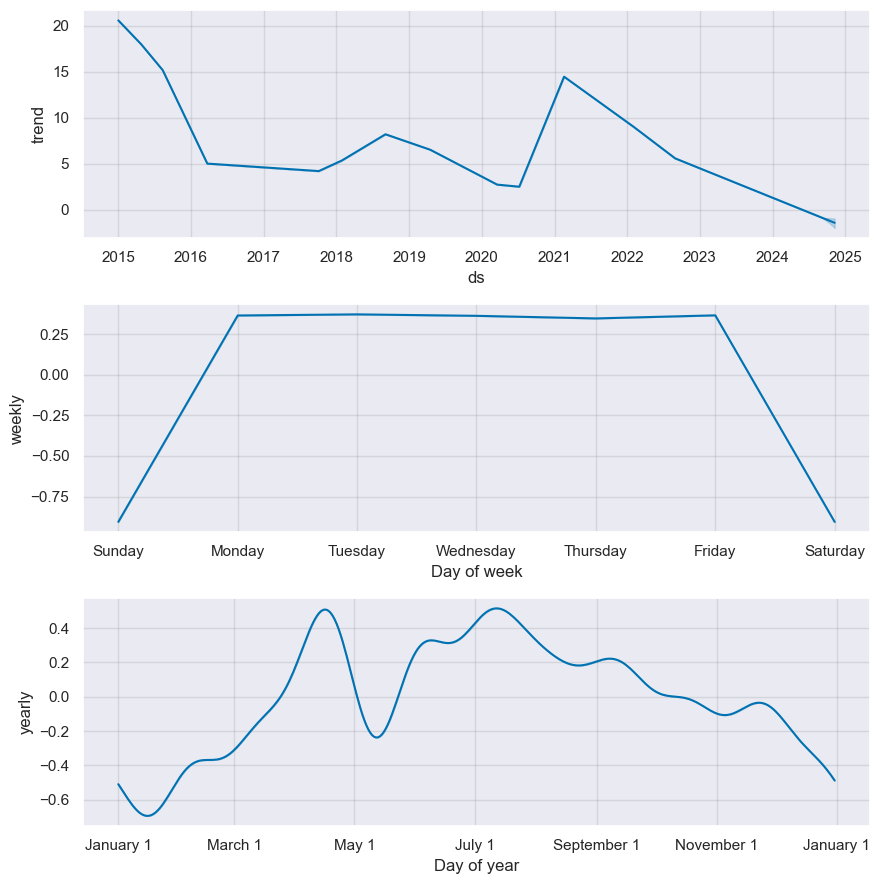 20
15
10
5
0
trend
2015 2016 2017 2018 2019 2020 2021 2022 2023 2024 2025
ds
0.25
0.00
−0.25
−0.50
−0.75
weekly
Sunday Monday Tuesday Wednesday Thursday Friday Saturday
Day of week
0.4
0.2
0.0
−0.2
−0.4
−0.6
yearly
January 1 March 1 May 1 July 1 September 1 November 1 January 1
Day of year